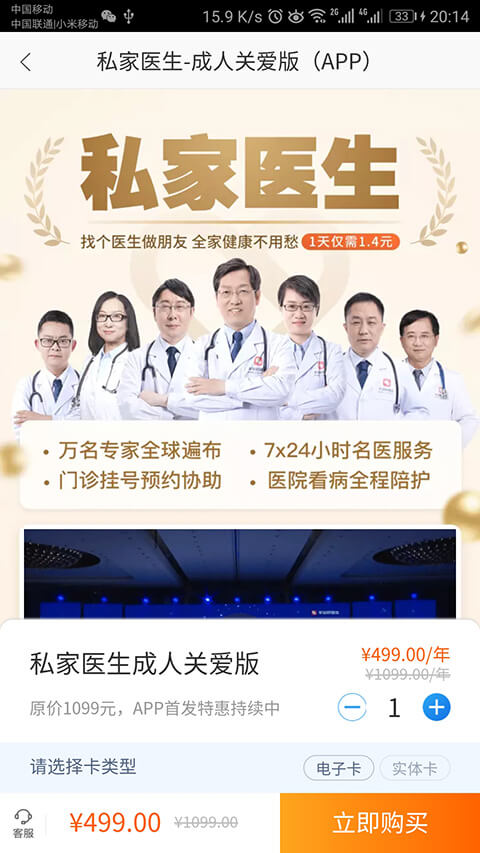 中国移动
中国联通|小米移动
15.9 K/s
2G
4G
33
20:14
私家医生-成人关爱版（APP）
私家医生
找个医生做朋友 全家健康不用愁 1天仅需1.4元
• 万名专家全球遍布 • 7x24小时名医服务
• 门诊挂号预约协助 • 医院看病全程陪护
私家医生成人关爱版
¥499.00/年
¥1099.00/年
原价1099元，APP首发特惠持续中
1
请选择卡类型
电子卡
实体卡
客服
¥499.00
¥1099.00
立即购买